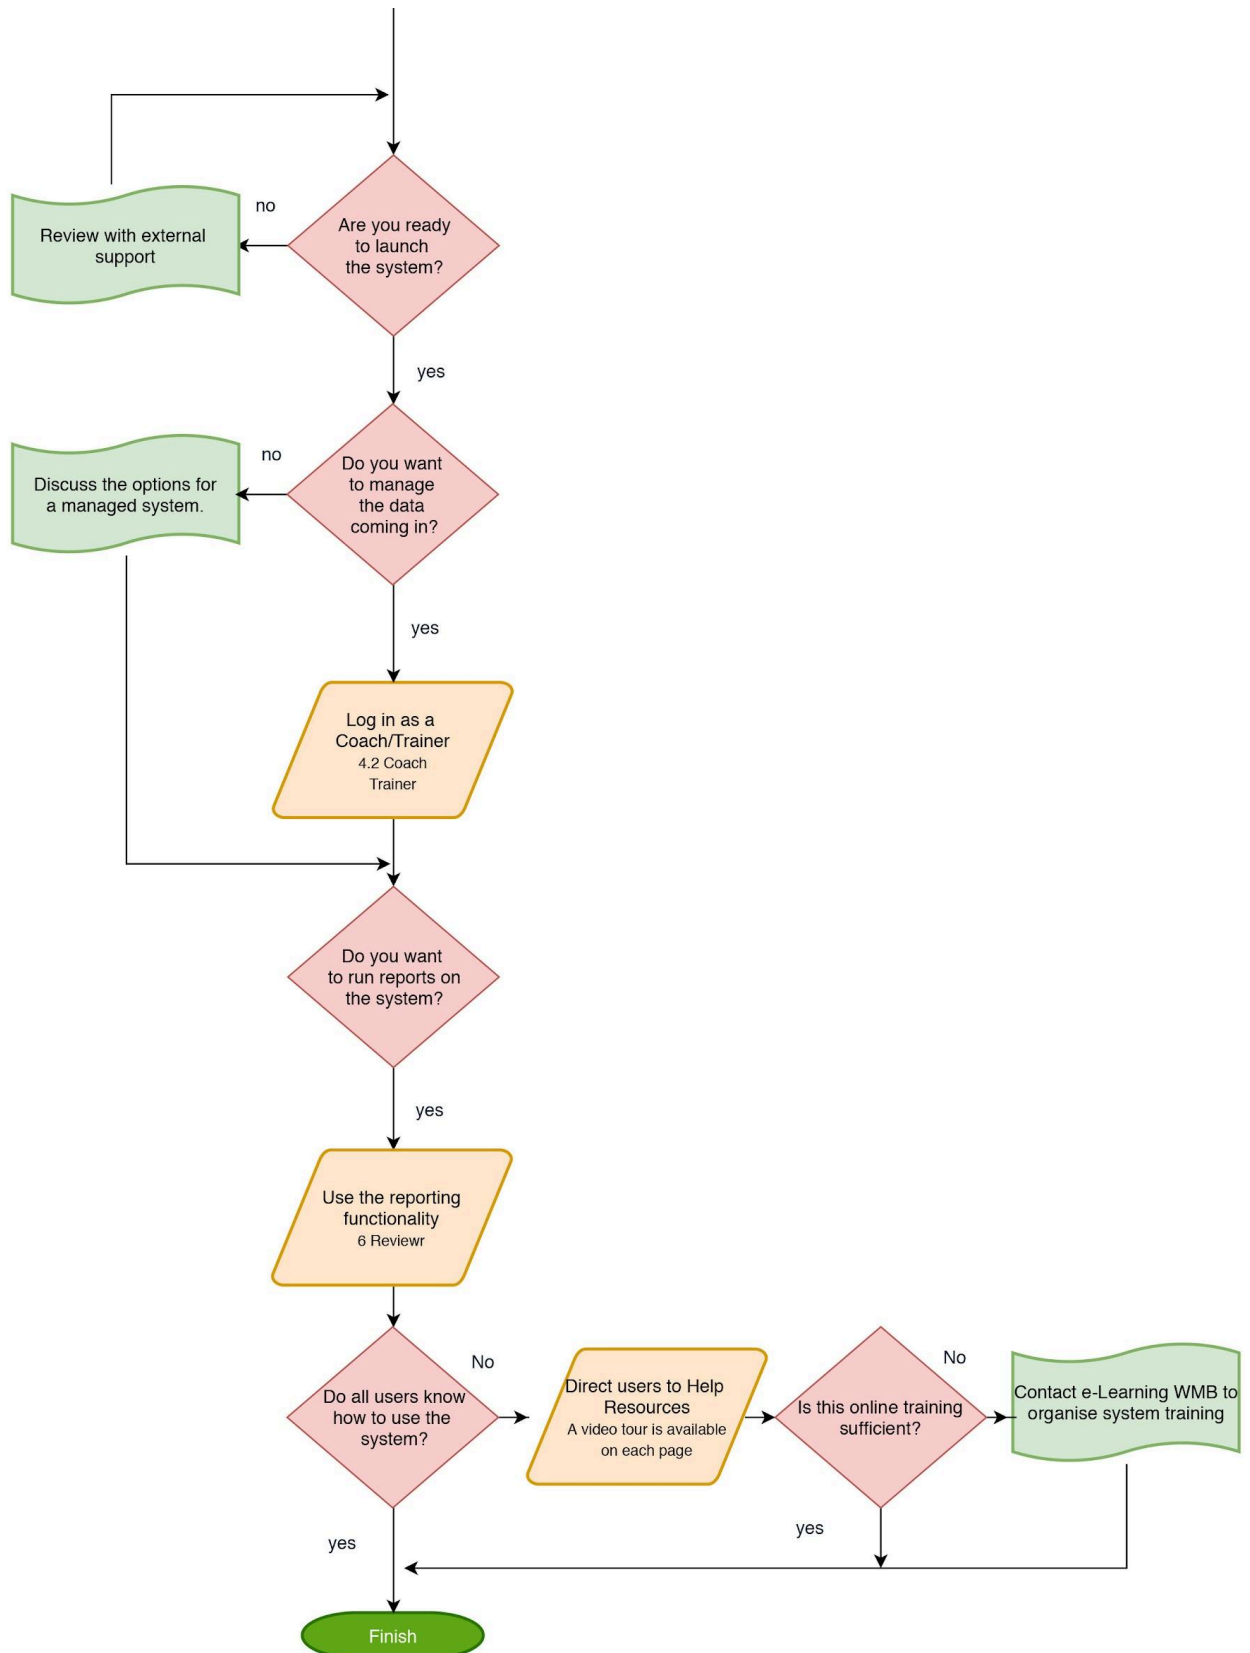 no
Are you ready
to launch
the system?
Review with external
support
yes
no
Do you want
to manage
the data
coming in?
Discuss the options for
a managed system.
yes
Log in as a
Coach/Trainer
4.2 Coach
Trainer
Do you want
to run reports on
the system?
yes
Use the reporting
functionality
6 Reviewr
Do all users know
how to use the
system?
No
Direct users to Help
Resources
A video tour is available
on each page
Is this online training
sufficient?
No
Contact e-Learning WMB to
organise system training
yes
yes
Finish